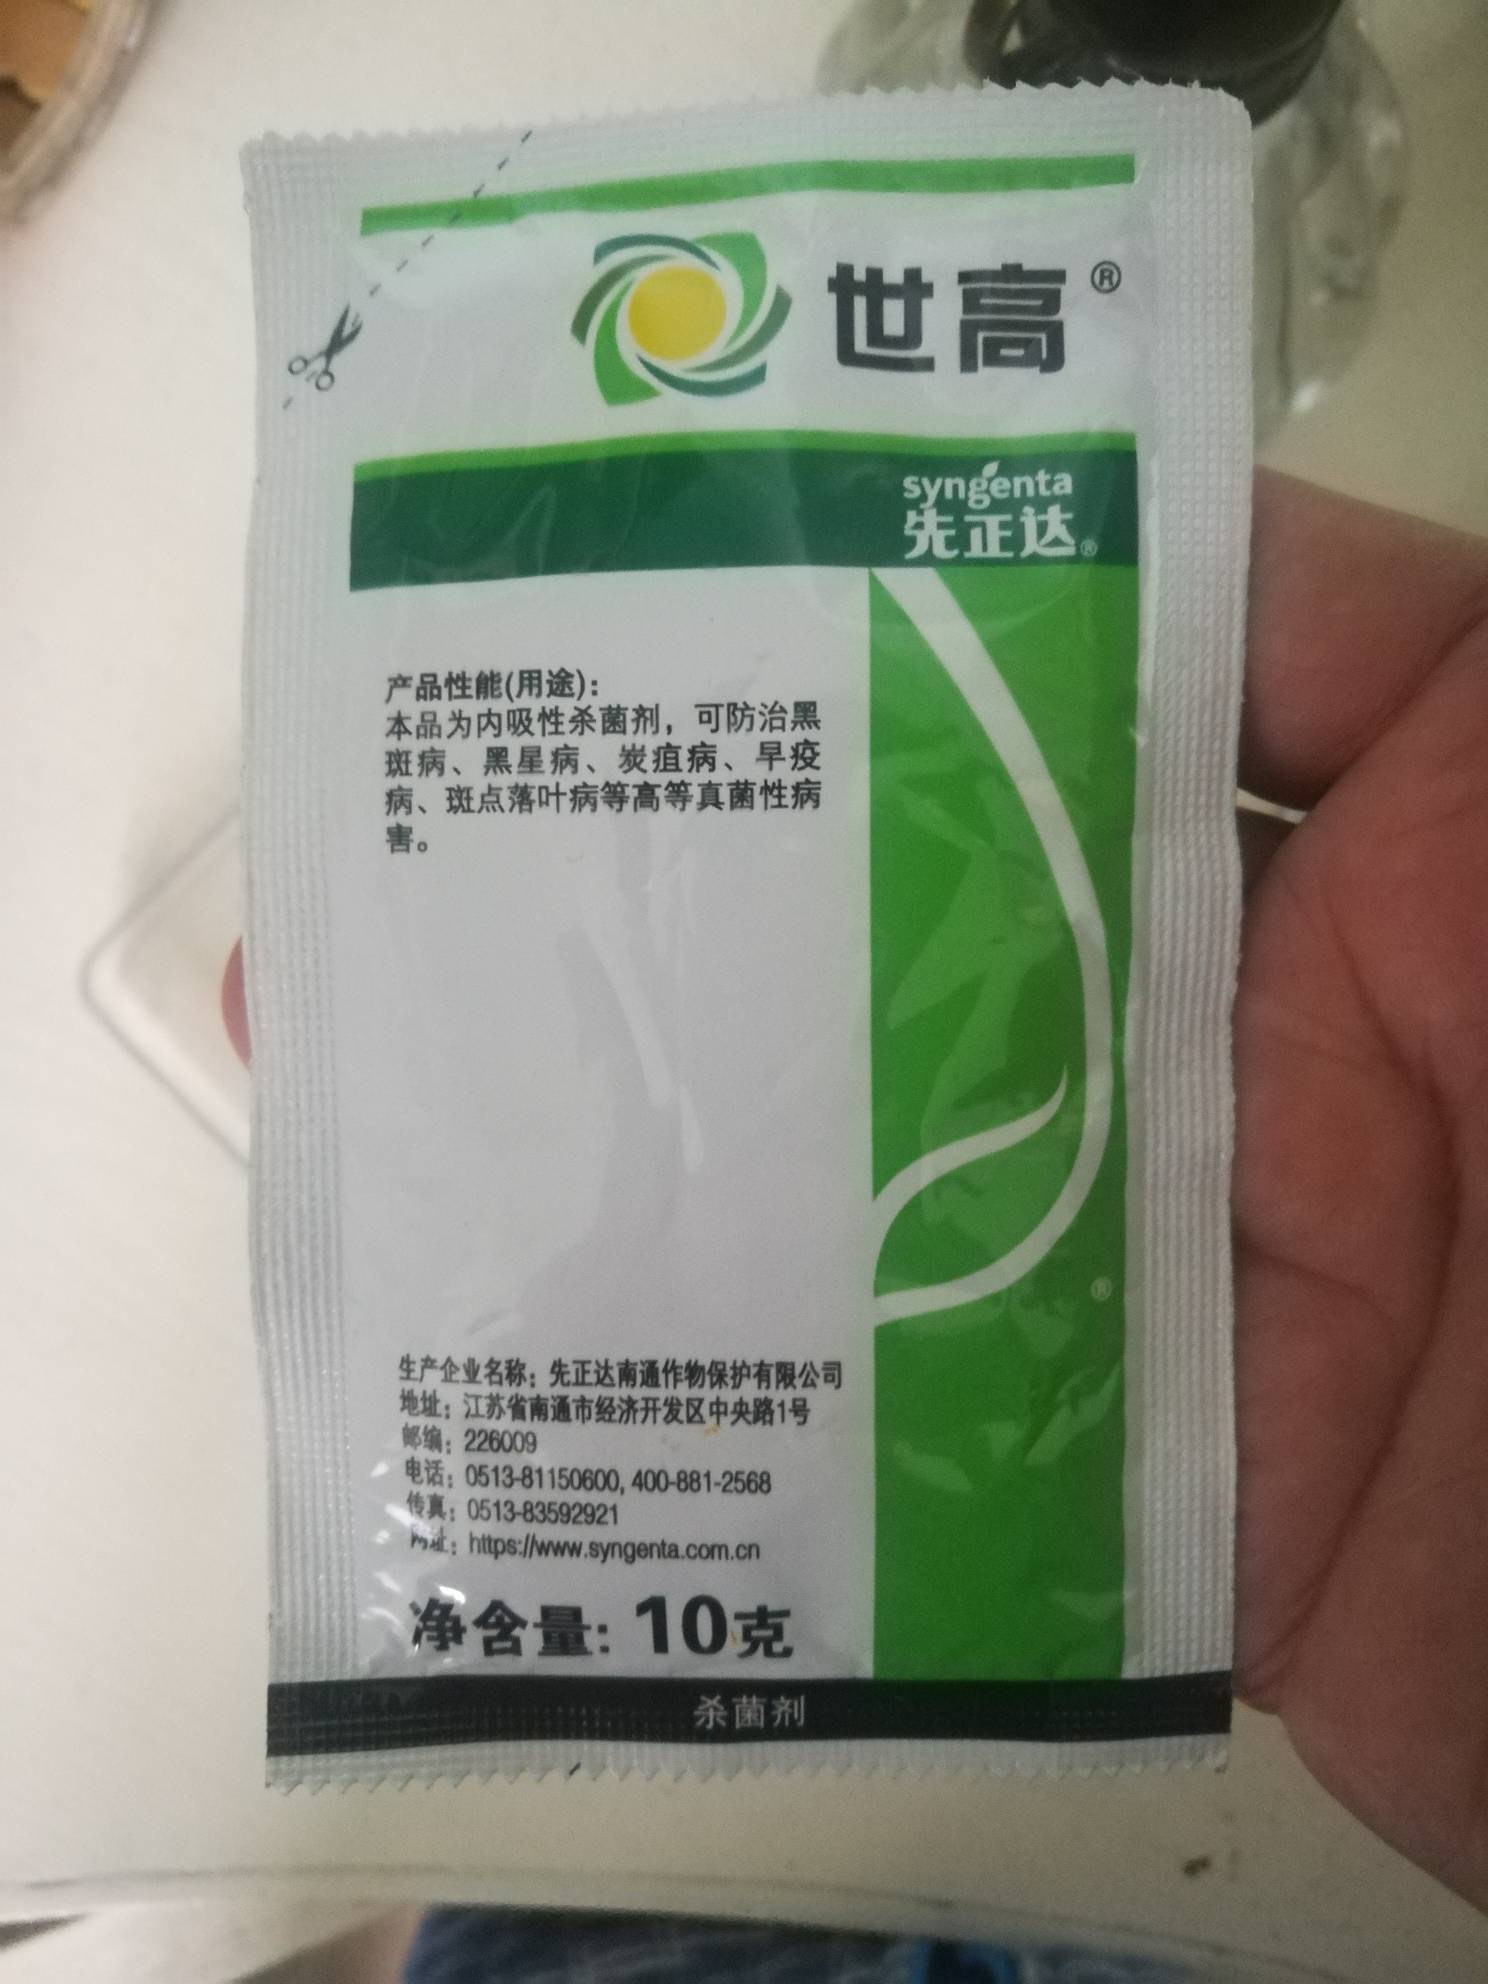 世高®
syngenta
先正达®
产品性能(用途)：
本品为内吸性杀菌剂，可防治黑
斑病、黑星病、炭疽病、早疫
病、斑点落叶病等高等真菌性病
害。
®
生产企业名称：先正达南通作物保护有限公司
地址：江苏省南通市经济开发区中央路1号
邮编：226009
电话：0513-81150600, 400-881-2568
传真：0513-83592921
网址：https://www.syngenta.com.cn
净含量：10克
杀菌剂